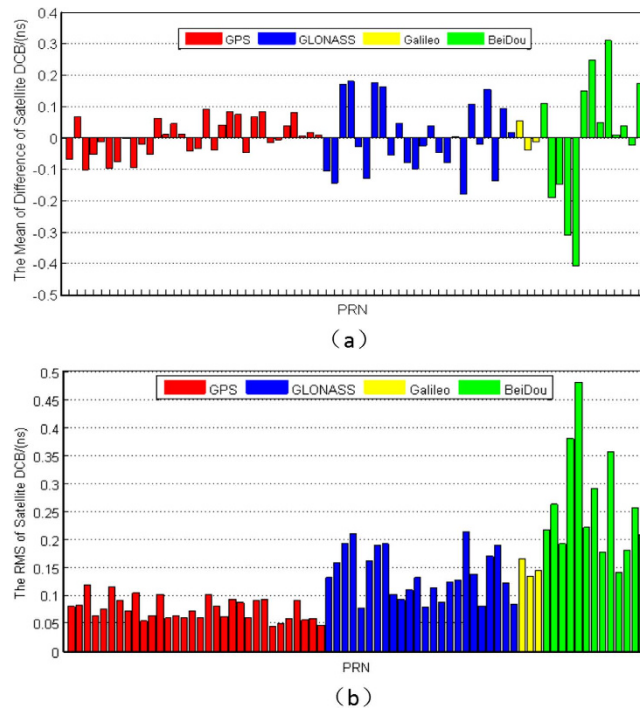 The Mean of Difference of Satellite DCB/(ns)
0.4
0.3
0.2
0.1
0
-0.1
-0.2
-0.3
-0.4
-0.5
GPS GLONASS Galileo BeiDou
PRN
（a）
The RMS of Satellite DCB/(ns)
0.5
0.45
0.4
0.35
0.3
0.25
0.2
0.15
0.1
0.05
0
GPS GLONASS Galileo BeiDou
PRN
（b）